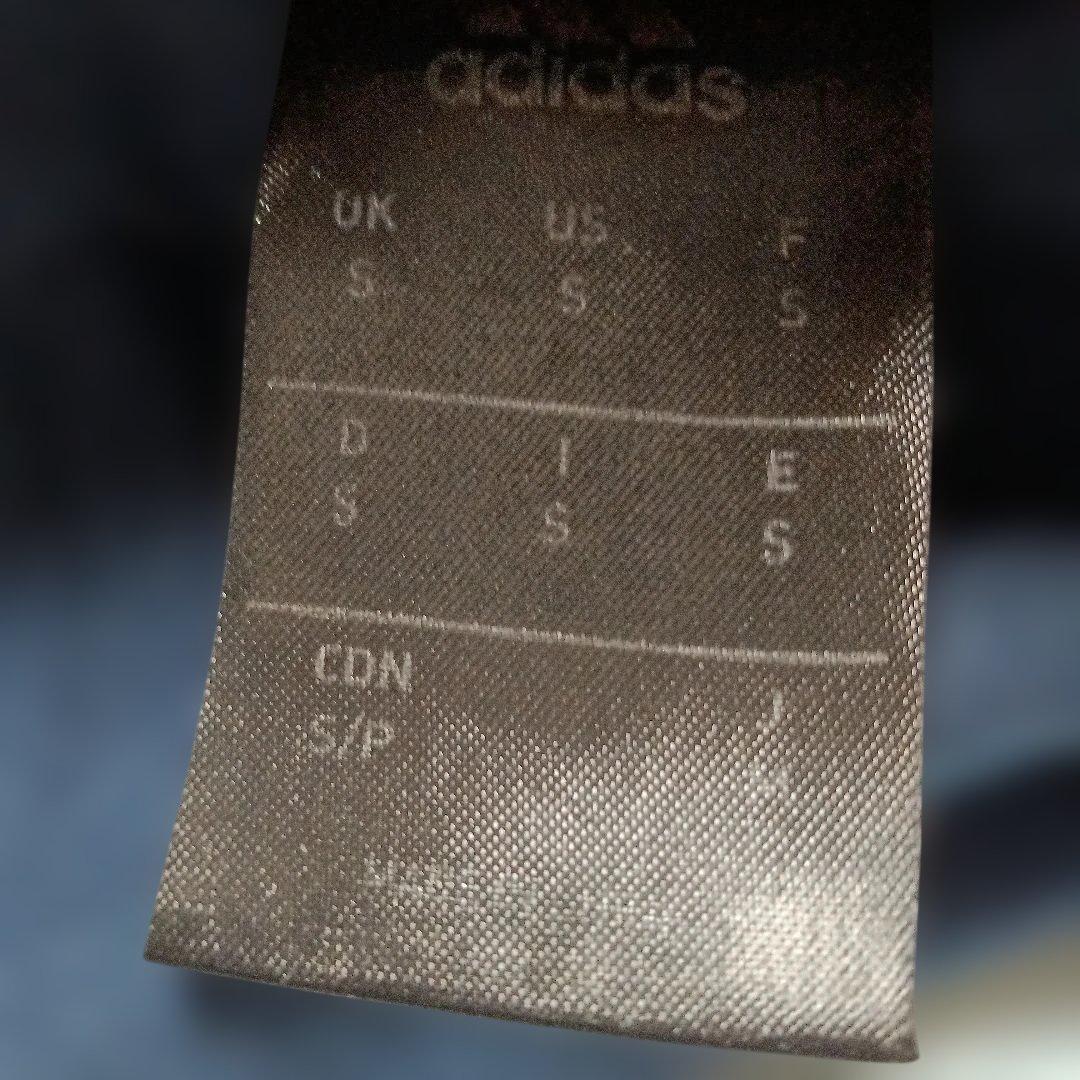 adidas
UK US F
S S S
D I E
S S S
CDN J
S/P M